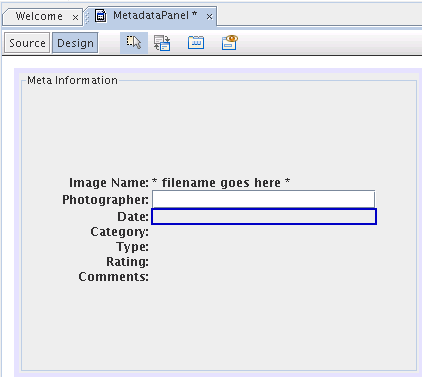 Welcome x MetadataPanel * x
Source Design
Meta Information
Image Name: * filename goes here *
Photographer:
Date:
Category:
Type:
Rating:
Comments: